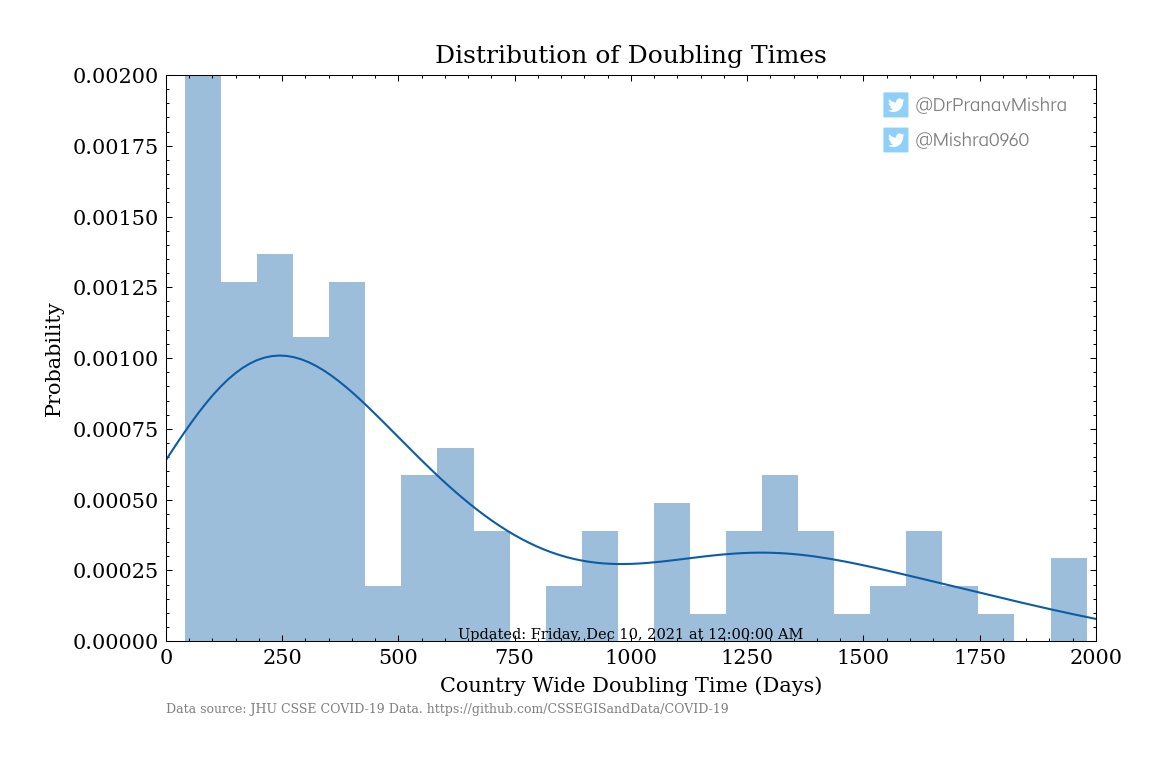 Distribution of Doubling Times
@DrPranavMishra
@Mishra0960
0.00200
0.00175
0.00150
0.00125
0.00100
0.00075
0.00050
0.00025
0.00000
Probability
Updated: Friday, Dec 10, 2021 at 12:00:00 AM
0 250 500 750 1000 1250 1500 1750 2000
Country Wide Doubling Time (Days)
Data source: JHU CSSE COVID-19 Data. https://github.com/CSSEGISandData/COVID-19